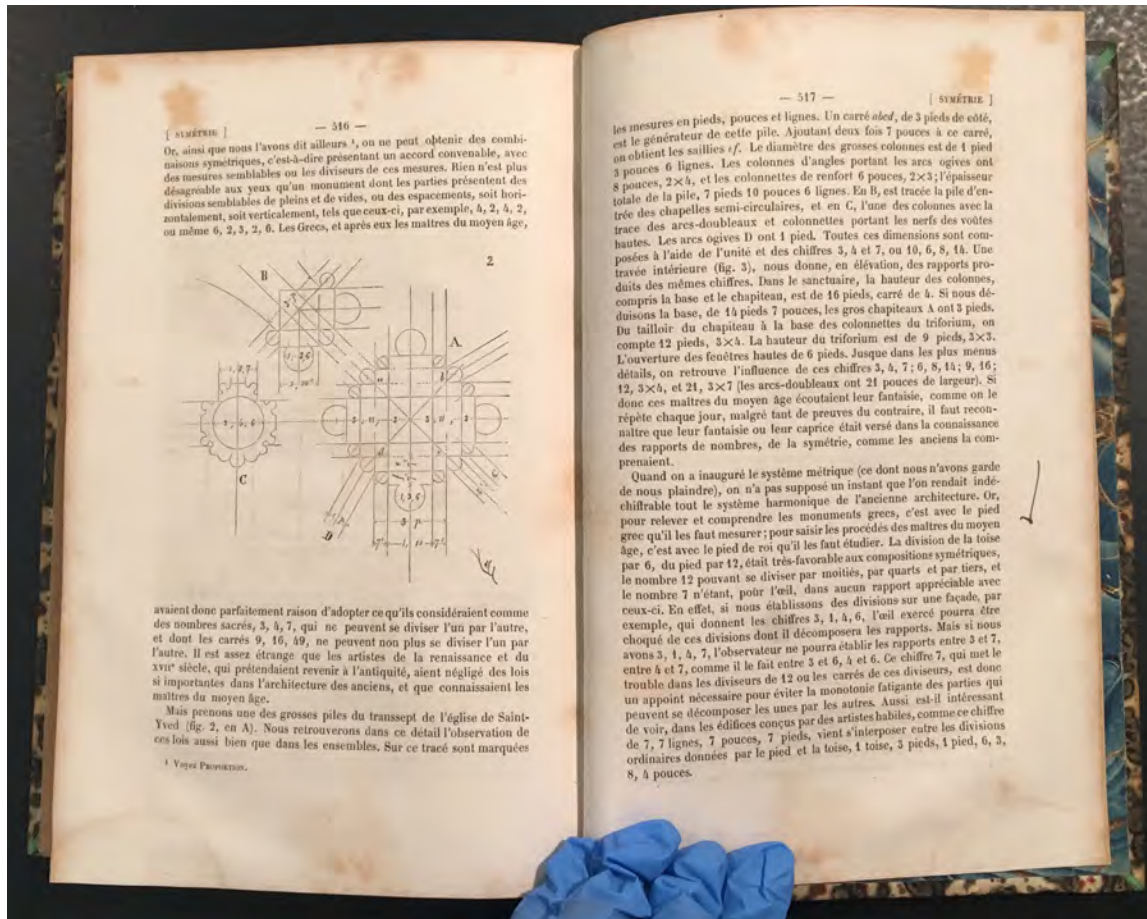 — 516 —
[ SYMÉTRIE ]
Or, ainsi que nous l'avons dit ailleurs ¹, on ne peut obtenir des combi-
naisons symétriques, c'est-à-dire présentant un accord convenable, avec
des mesures semblables ou les diviseurs de ces mesures. Rien n'est plus
désagréable aux yeux qu'un monument dont les parties présentent des
divisions semblables de pleins et de vides, ou des espacements, soit hori-
zontalement, soit verticalement, tels que ceux-ci, par exemple, 4, 2, 4, 2,
ou même 6, 2, 3, 2, 6. Les Grecs, et après eux les maîtres du moyen âge,
2
B
A
C
D
avaient donc parfaitement raison d'adopter ce qu'ils considéraient comme
des nombres sacrés, 3, 4, 7, qui ne peuvent se diviser l'un par l'autre,
et dont les carrés 9, 16, 49, ne peuvent non plus se diviser l'un par
l'autre. Il est assez étrange que les artistes de la renaissance et du
XVIIe siècle, qui prétendaient revenir à l'antiquité, aient négligé des lois
si importantes dans l'architecture des anciens, et que connaissaient les
maîtres du moyen âge.
Mais prenons une des grosses piles du transsept de l'église de Saint-
Yved (fig. 2, en A). Nous retrouverons dans ce détail l'observation de
ces lois aussi bien que dans les ensembles. Sur ce tracé sont marquées
¹ Voyez PROPORTION.
— 517 —
[ SYMÉTRIE ]
les mesures en pieds, pouces et lignes. Un carré abcd, de 3 pieds de côté,
est le générateur de cette pile. Ajoutant deux fois 7 pouces à ce carré,
on obtient les saillies ef. Le diamètre des grosses colonnes est de 1 pied
3 pouces 6 lignes. Les colonnes d'angles portant les arcs ogives ont
8 pouces, 2×4, et les colonnettes de renfort 6 pouces, 2×3; l'épaisseur
totale de la pile, 7 pieds 10 pouces 6 lignes. En B, est tracée la pile d'en-
trée des chapelles semi-circulaires, et en C, l'une des colonnes avec la
trace des arcs-doubleaux et colonnettes portant les nerfs des voûtes
hautes. Les arcs ogives D ont 1 pied. Toutes ces dimensions sont com-
posées à l'aide de l'unité et des chiffres 3, 4 et 7, ou 10, 6, 8, 14. Une
travée intérieure (fig. 3), nous donne, en élévation, des rapports pro-
duits des mêmes chiffres. Dans le sanctuaire, la hauteur des colonnes,
compris la base et le chapiteau, est de 16 pieds, carré de 4. Si nous dé-
duisons la base, de 14 pieds 7 pouces, les gros chapiteaux A ont 3 pieds.
Du tailloir du chapiteau à la base des colonnettes du triforium, on
compte 12 pieds, 3×4. La hauteur du triforium est de 9 pieds, 3×3.
L'ouverture des fenêtres hautes de 6 pieds. Jusque dans les plus menus
détails, on retrouve l'influence de ces chiffres 3, 4, 7; 6, 8, 14; 9, 16;
12, 3×4, et 21, 3×7 (les arcs-doubleaux ont 21 pouces de largeur). Si
donc ces maîtres du moyen âge écoutaient leur fantaisie, comme on le
répète chaque jour, malgré tant de preuves du contraire, il faut recon-
naître que leur fantaisie ou leur caprice était versé dans la connaissance
des rapports de nombres, de la symétrie, comme les anciens la com-
prenaient.
Quand on a inauguré le système métrique (ce dont nous n'avons garde
de nous plaindre), on n'a pas supposé un instant que l'on rendait indé-
chiffrable tout le système harmonique de l'ancienne architecture. Or,
pour relever et comprendre les monuments grecs, c'est avec le pied
grec qu'il les faut mesurer; pour saisir les procédés des maîtres du moyen
âge, c'est avec le pied de roi qu'il les faut étudier. La division de la toise
par 6, du pied par 12, était très-favorable aux compositions symétriques,
le nombre 12 pouvant se diviser par moitiés, par quarts et par tiers, et
le nombre 7 n'étant, pour l'œil, dans aucun rapport appréciable avec
ceux-ci. En effet, si nous établissons des divisions sur une façade, par
exemple, qui donnent les chiffres 3, 1, 4, 6, l'œil exercé pourra être
choqué de ces divisions dont il décomposera les rapports. Mais si nous
avons 3, 1, 4, 7, l'observateur ne pourra établir les rapports entre 3 et 7,
entre 4 et 7, comme il le fait entre 3 et 6, 4 et 6. Ce chiffre 7, qui met le
trouble dans les diviseurs de 12 ou les carrés de ces diviseurs, est donc
un appoint nécessaire pour éviter la monotonie fatigante des parties qui
peuvent se décomposer les unes par les autres. Aussi est-il intéressant
de voir, dans les édifices conçus par des artistes habiles, comme ce chiffre
de 7, 7 lignes, 7 pouces, 7 pieds, vient s'interposer entre les divisions
ordinaires données par le pied et la toise, 1 toise, 3 pieds, 1 pied, 6, 3,
8, 4 pouces.